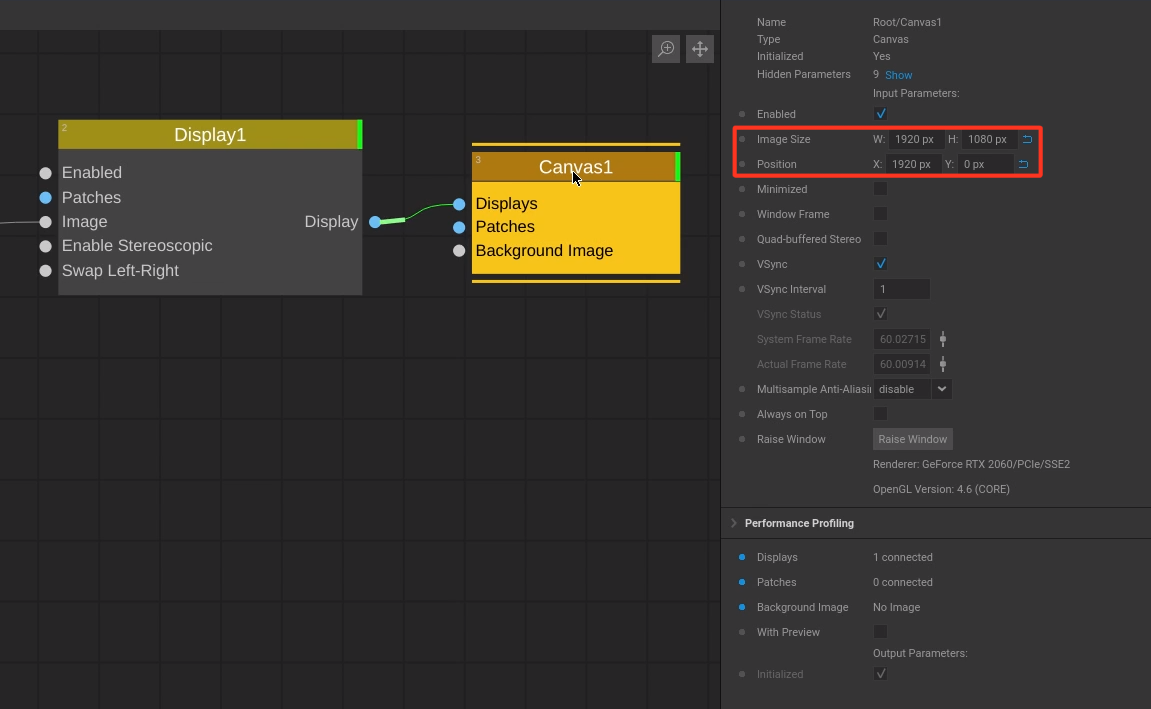 2
Display1
Enabled
Patches
Image
Display
Enable Stereoscopic
Swap Left-Right
3
Canvas1
Displays
Patches
Background Image
Name Root/Canvas1
Type Canvas
Initialized Yes
Hidden Parameters 9 Show
Input Parameters:
Enabled
Image Size W: 1920 px H: 1080 px
Position X: 1920 px Y: 0 px
Minimized
Window Frame
Quad-buffered Stereo
VSync
VSync Interval 1
VSync Status
System Frame Rate 60.02715
Actual Frame Rate 60.00914
Multisample Anti-Aliasi disable
Always on Top
Raise Window Raise Window
Renderer: GeForce RTX 2060/PCIe/SSE2
OpenGL Version: 4.6 (CORE)
Performance Profiling
Displays 1 connected
Patches 0 connected
Background Image No Image
With Preview
Output Parameters:
Initialized